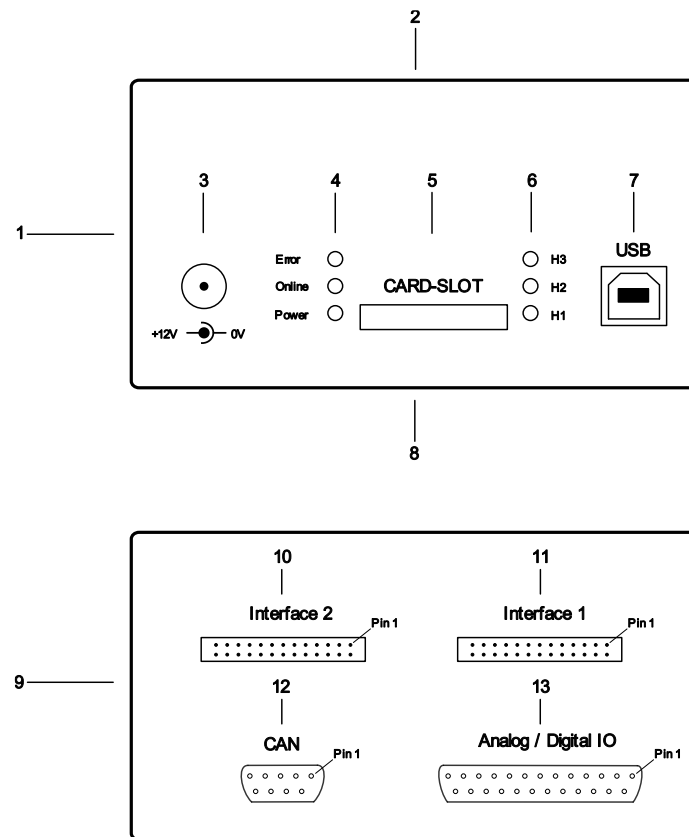 2
3 4 5 6 7
1
USB
Error H3
Online CARD-SLOT H2
Power H1
+12V 0V
8
10 11
Interface 2 Interface 1
Pin 1 Pin 1
9
12 13
CAN Analog / Digital IO
Pin 1 Pin 1